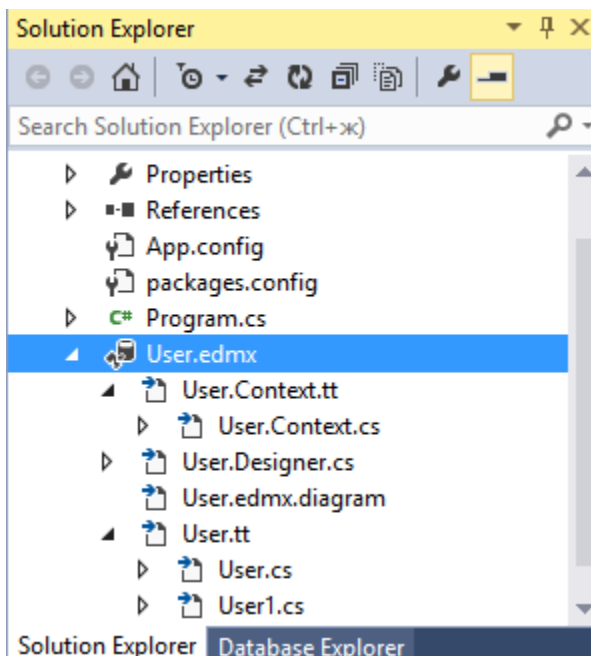 Solution Explorer
Search Solution Explorer (Ctrl+ж)
Properties
References
App.config
packages.config
C# Program.cs
User.edmx
User.Context.tt
User.Context.cs
User.Designer.cs
User.edmx.diagram
User.tt
User.cs
User1.cs
Solution Explorer Database Explorer